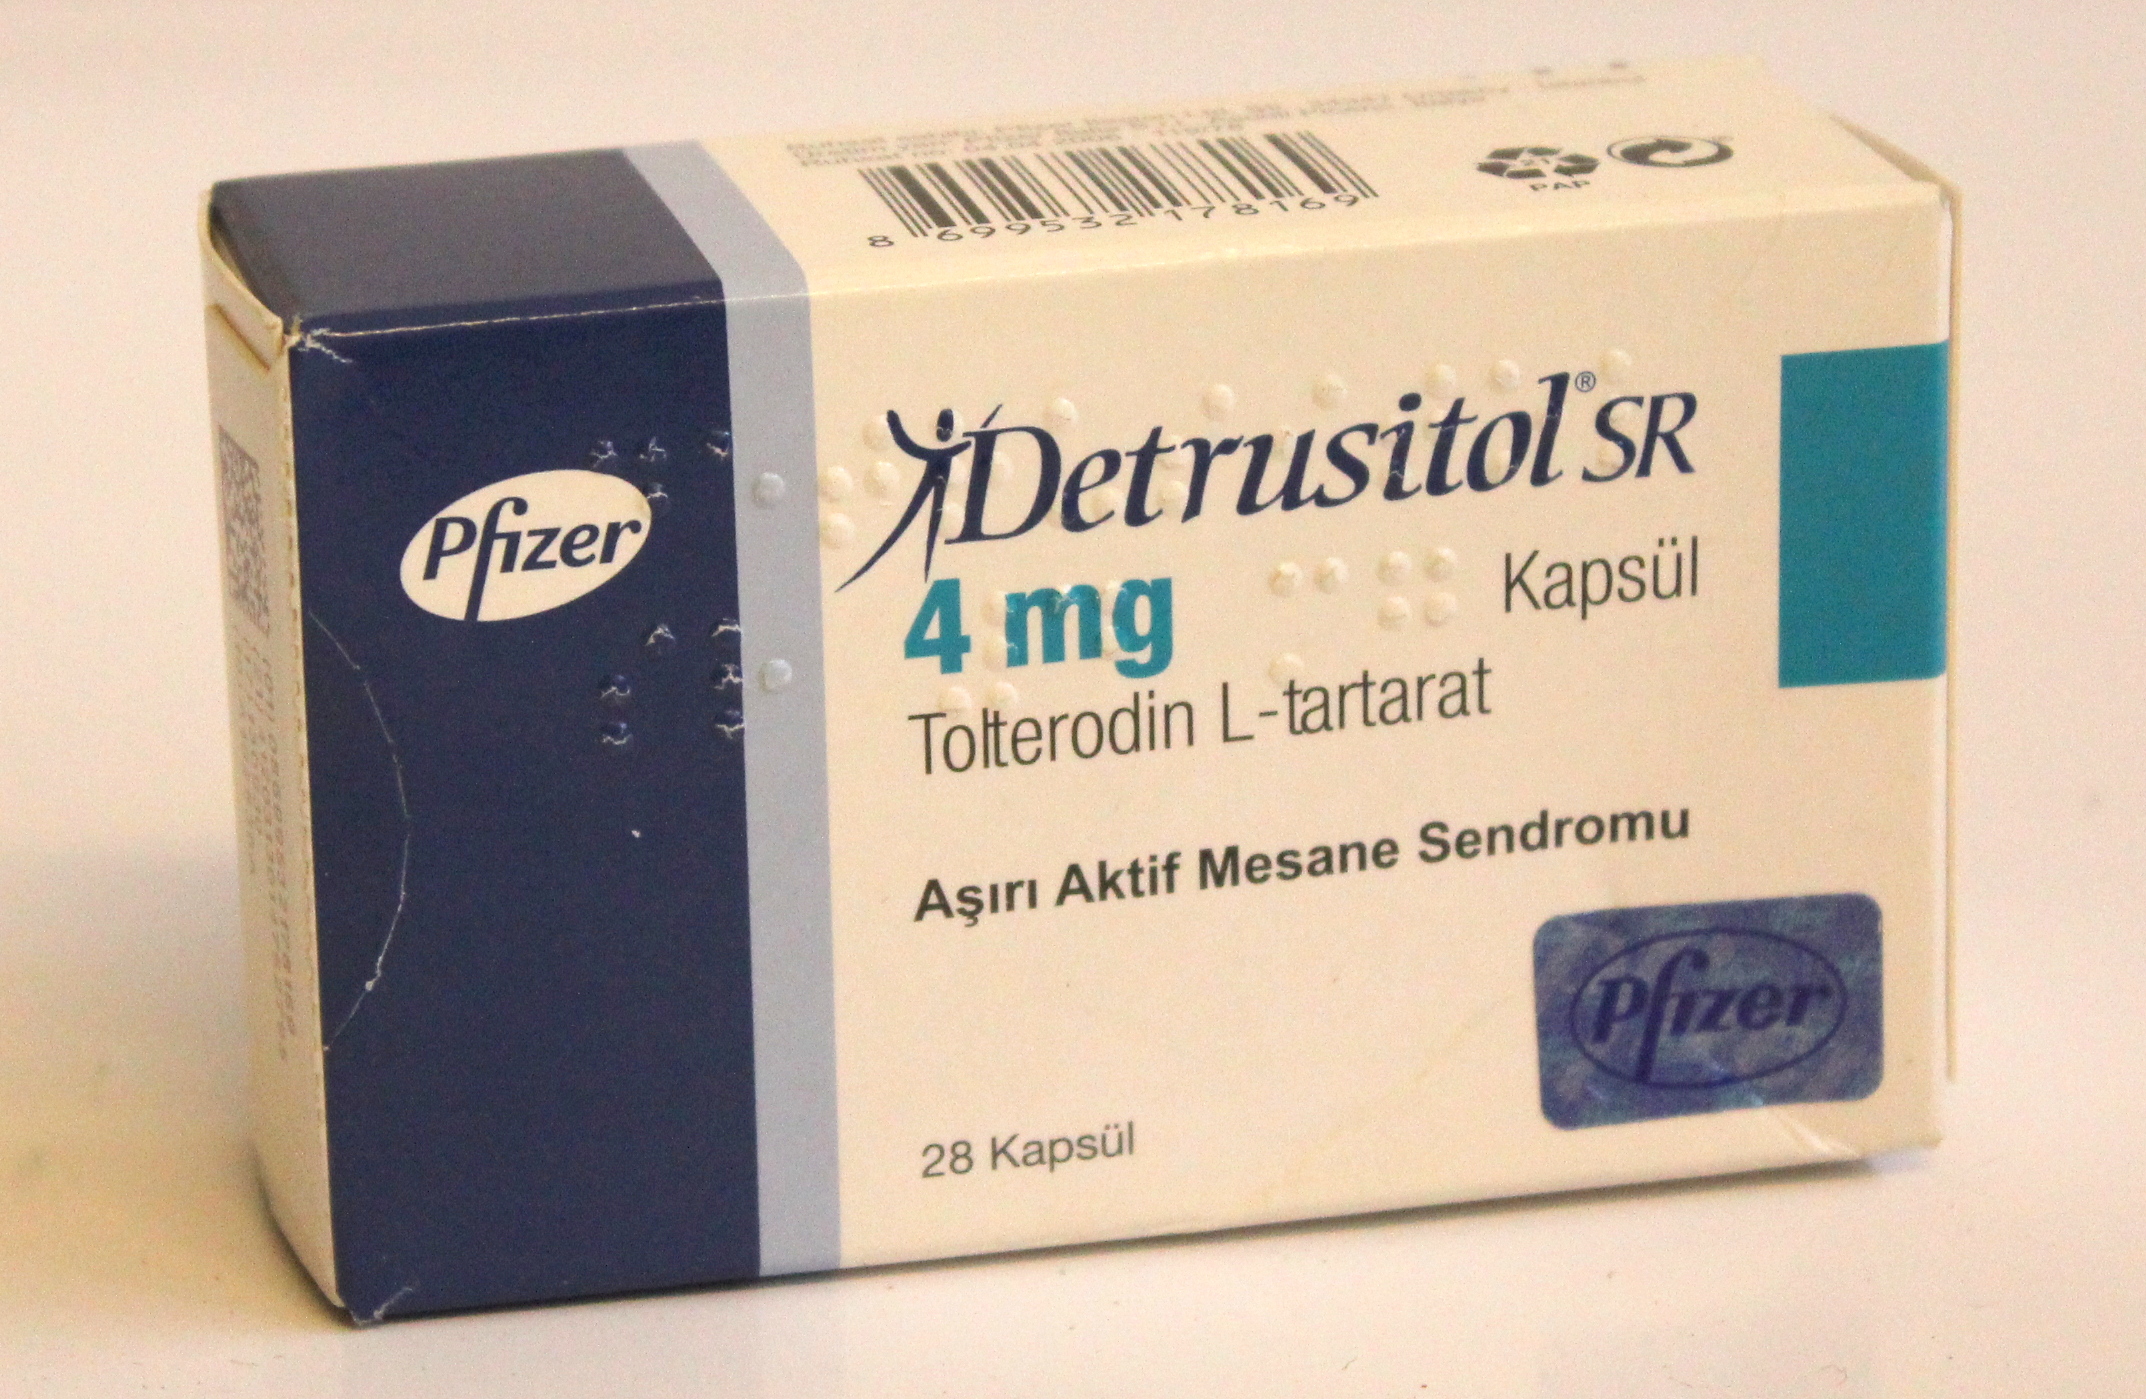 8 699532 178169
21
PAP
Pfizer
Detrusitol® SR
4 mg Kapsül
Tolterodin L-tartarat
Aşırı Aktif Mesane Sendromu
Pfizer
28 Kapsül